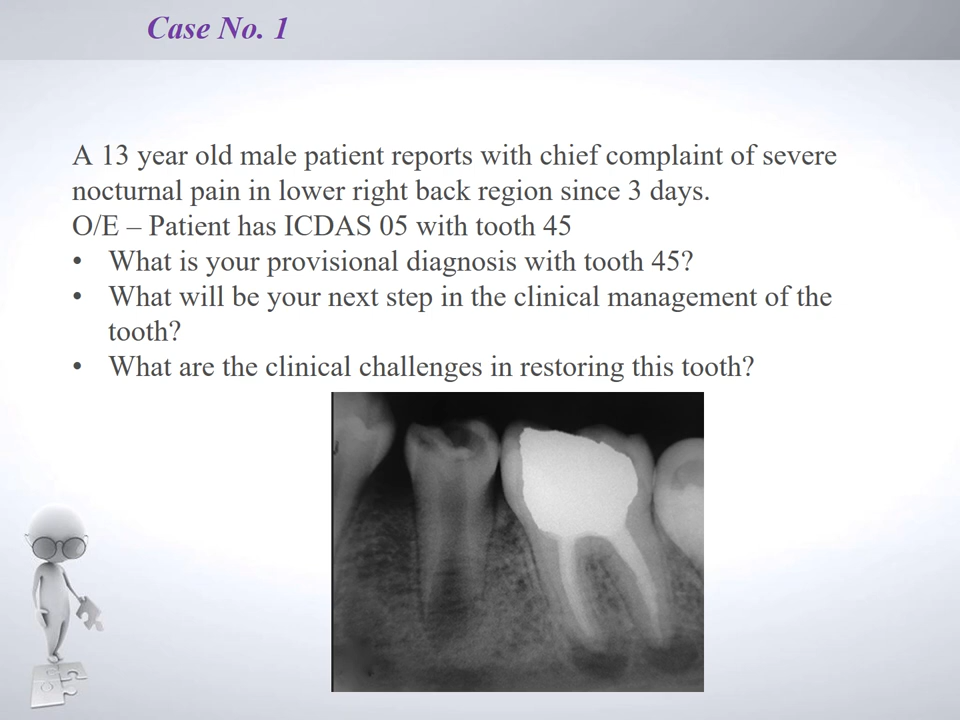 Case No. 1
A 13 year old male patient reports with chief complaint of severe
nocturnal pain in lower right back region since 3 days.
O/E – Patient has ICDAS 05 with tooth 45
• What is your provisional diagnosis with tooth 45?
• What will be your next step in the clinical management of the
tooth?
• What are the clinical challenges in restoring this tooth?